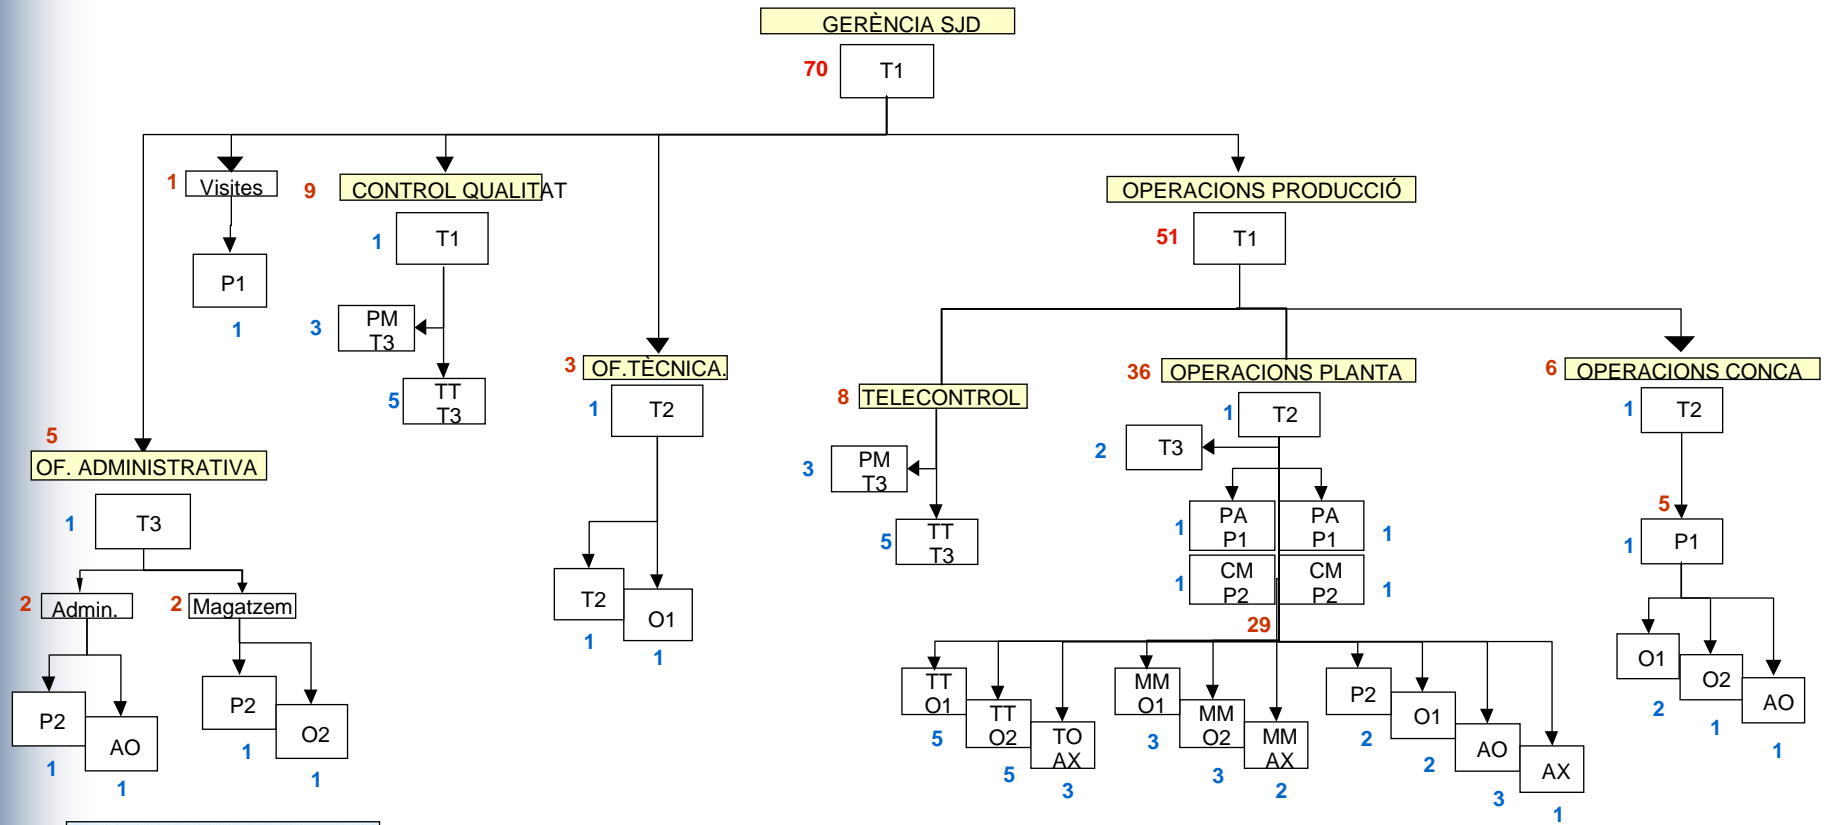 GERÈNCIA SJD
70
T1
1
Visites
P1
1
9
CONTROL QUALITAT
1
T1
3
PM
T3
5
TT
T3
3
OF.TÈCNICA.
1
T2
T2
1
O1
1
5
OF. ADMINISTRATIVA
1
T3
2
Admin.
P2
1
AO
1
2
Magatzem
P2
1
O2
1
OPERACIONS PRODUCCIÓ
51
T1
8
TELECONTROL
3
PM
T3
5
TT
T3
36
OPERACIONS PLANTA
1
T2
2
T3
1
PA
P1
PA
P1
1
1
CM
P2
CM
P2
1
29
TT
O1
5
TT
O2
5
TO
AX
3
MM
O1
3
MM
O2
3
MM
AX
2
P2
2
O1
2
AO
3
AX
1
6
OPERACIONS CONCA
1
T2
5
1
P1
O1
2
O2
1
AO
1